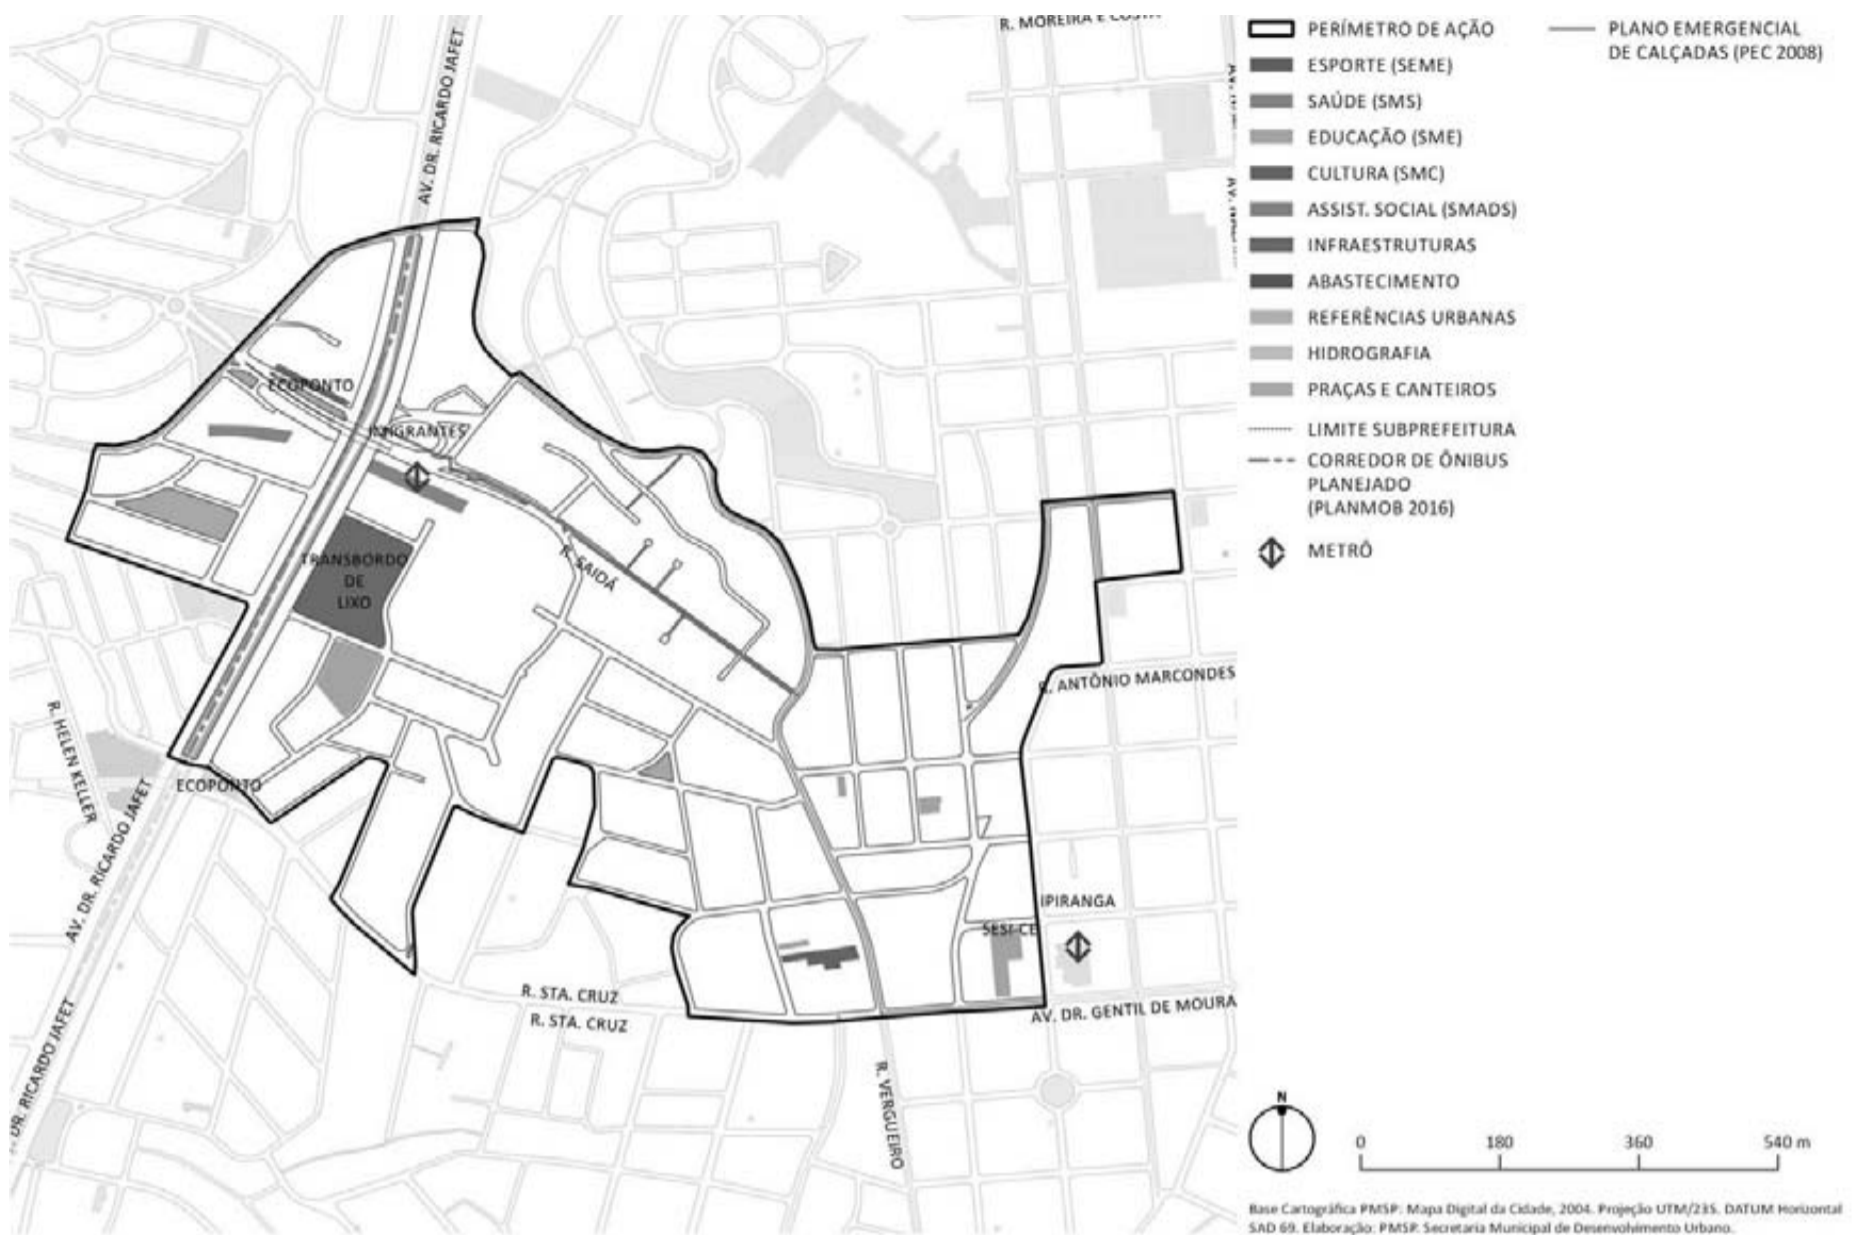 R. MOREIRA E COSTA
AV. DR. RICARDO JAFET
ECOPONTO
IMIGRANTES
TRANSBORDO
DE
LIXO
R. SAIDÁ
R. ANTÔNIO MARCONDES
R. HELEN KELLER
ECOPONTO
AV. DR. RICARDO JAFET
IPIRANGA
SESI-CE
R. STA. CRUZ
R. STA. CRUZ
AV. DR. GENTIL DE MOURA
DR. RICARDO JAFET
R. VERGUEIRO
PERÍMETRO DE AÇÃO
ESPORTE (SEME)
SAÚDE (SMS)
EDUCAÇÃO (SME)
CULTURA (SMC)
ASSIST. SOCIAL (SMADS)
INFRAESTRUTURAS
ABASTECIMENTO
REFERÊNCIAS URBANAS
HIDROGRAFIA
PRAÇAS E CANTEIROS
LIMITE SUBPREFEITURA
CORREDOR DE ÔNIBUS
PLANEJADO
(PLANMOB 2016)
METRÔ
PLANO EMERGENCIAL
DE CALÇADAS (PEC 2008)
N
0 180 360 540 m
Base Cartográfica PMSP: Mapa Digital da Cidade, 2004. Projeção UTM/23S. DATUM Horizontal
SAD 69. Elaboração: PMSP. Secretaria Municipal de Desenvolvimento Urbano.